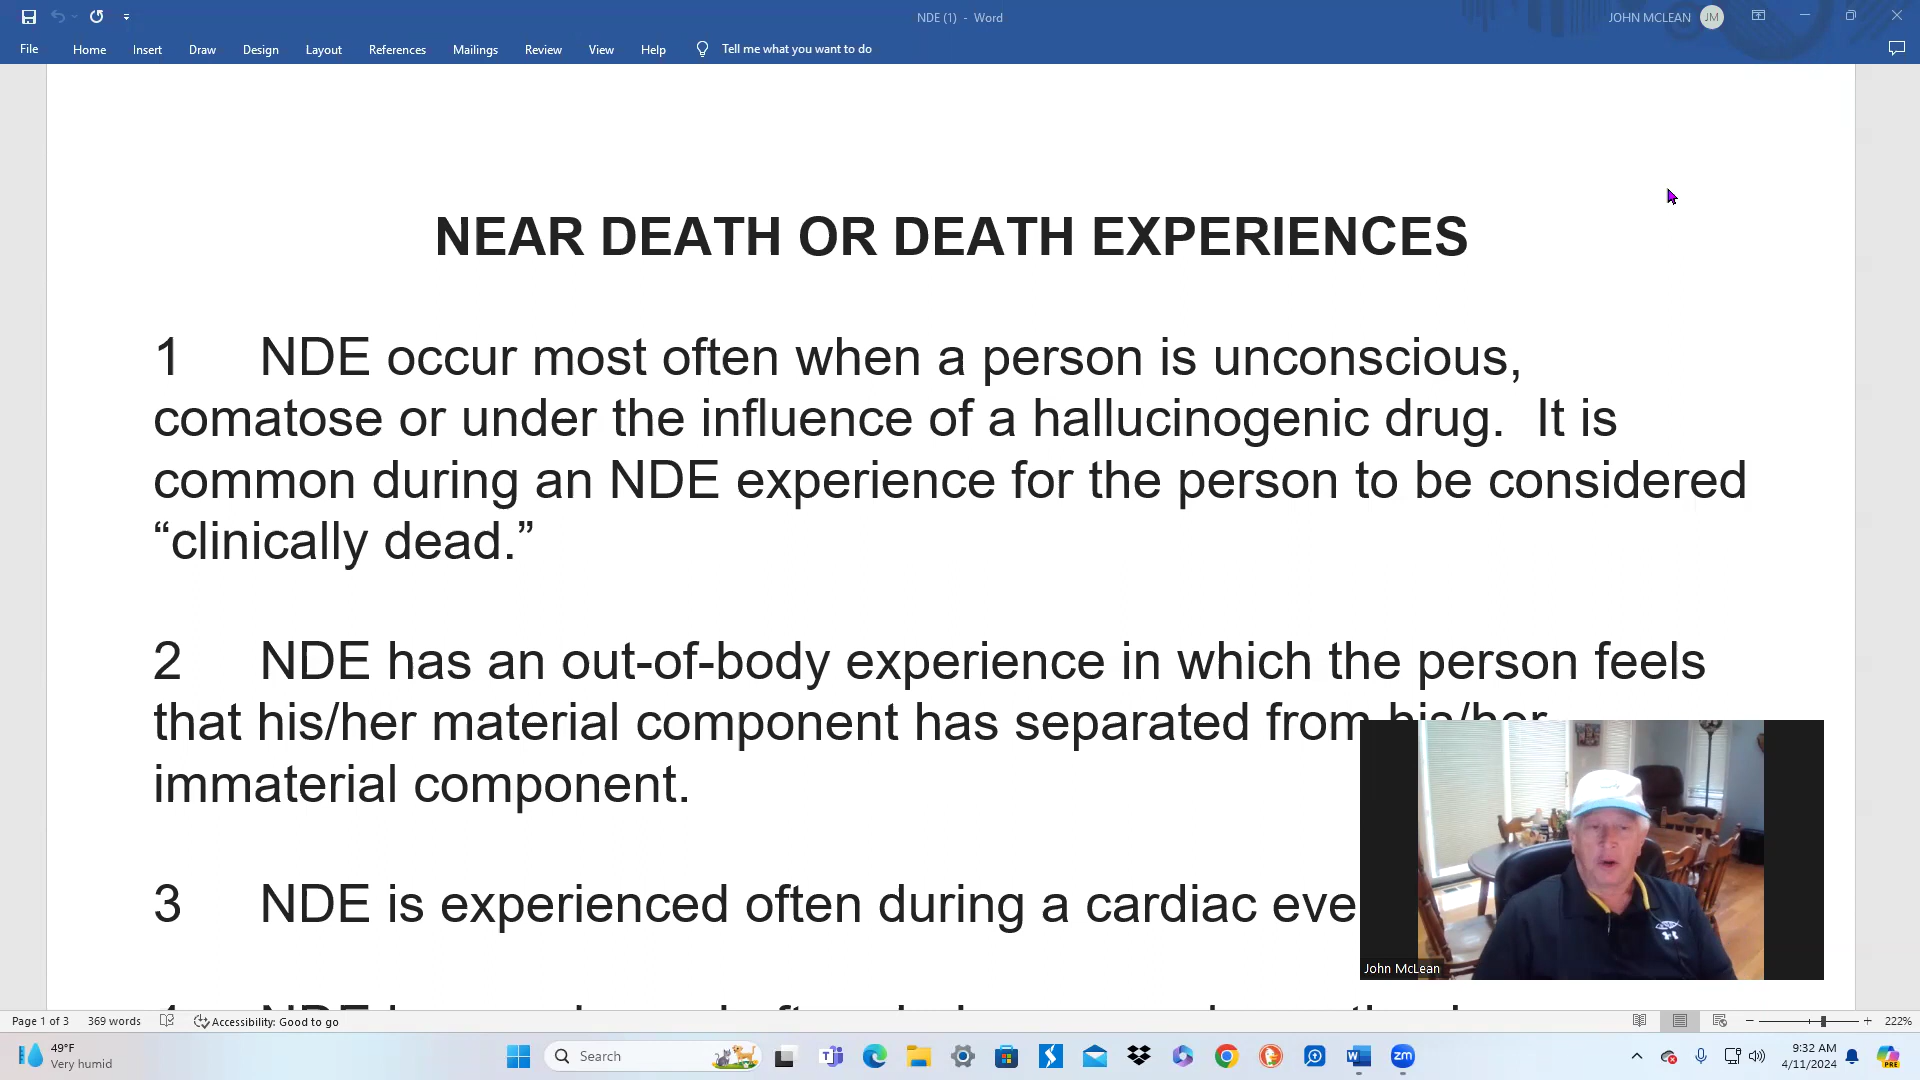 NDE (1) - Word
JOHN MCLEAN JM
File Home Insert Draw Design Layout References Mailings Review View Help Tell me what you want to do
NEAR DEATH OR DEATH EXPERIENCES
1 NDE occur most often when a person is unconscious,
comatose or under the influence of a hallucinogenic drug. It is
common during an NDE experience for the person to be considered
“clinically dead.”
2 NDE has an out-of-body experience in which the person feels
that his/her material component has separated from his/her
immaterial component.
3 NDE is experienced often during a cardiac eve
John McLean
Page 1 of 3 369 words Accessibility: Good to go 222%
49°F
Very humid
Search
zm
PRE
9:32 AM
4/11/2024